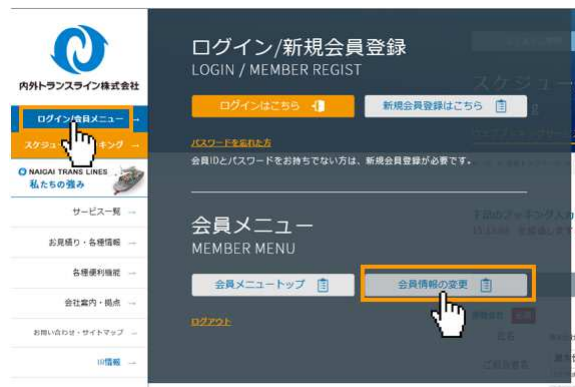 内外トランスライン株式会社
ログイン/会員メニュー
NAIGAI TRANS LINES
私たちの強み
サービス一覧
お見積り・各種情報
各種便利機能
会社案内・拠点
お問い合わせ・サイトマップ
IR情報
ログイン/新規会員登録
LOGIN / MEMBER REGIST
ログインはこちら
新規会員登録はこちら
パスワードを忘れた方
会員IDとパスワードをお持ちでない方は、新規会員登録が必要です。
会員メニュー
MEMBER MENU
会員メニュートップ
会員情報の変更
ログアウト
スケジュー